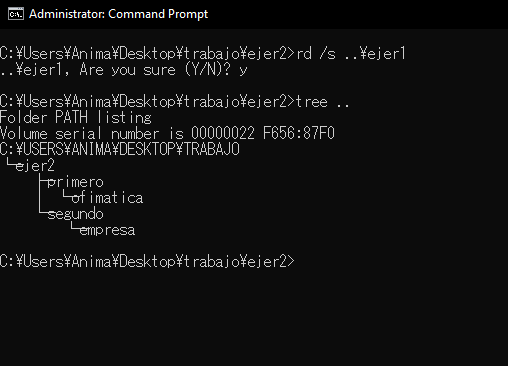 Administrator: Command Prompt
C:¥Users¥Anima¥Desktop¥trabajo¥ejer2>rd /s ..¥ejer1
..¥ejer1, Are you sure (Y/N)? y
C:¥Users¥Anima¥Desktop¥trabajo¥ejer2>tree ..
Folder PATH listing
Volume serial number is 00000022 F656:87F0
C:¥USERS¥ANIMA¥DESKTOP¥TRABAJO
└─ejer2
    ├─primero
    │  └─ofimatica
    └─segundo
        └─empresa
C:¥Users¥Anima¥Desktop¥trabajo¥ejer2>